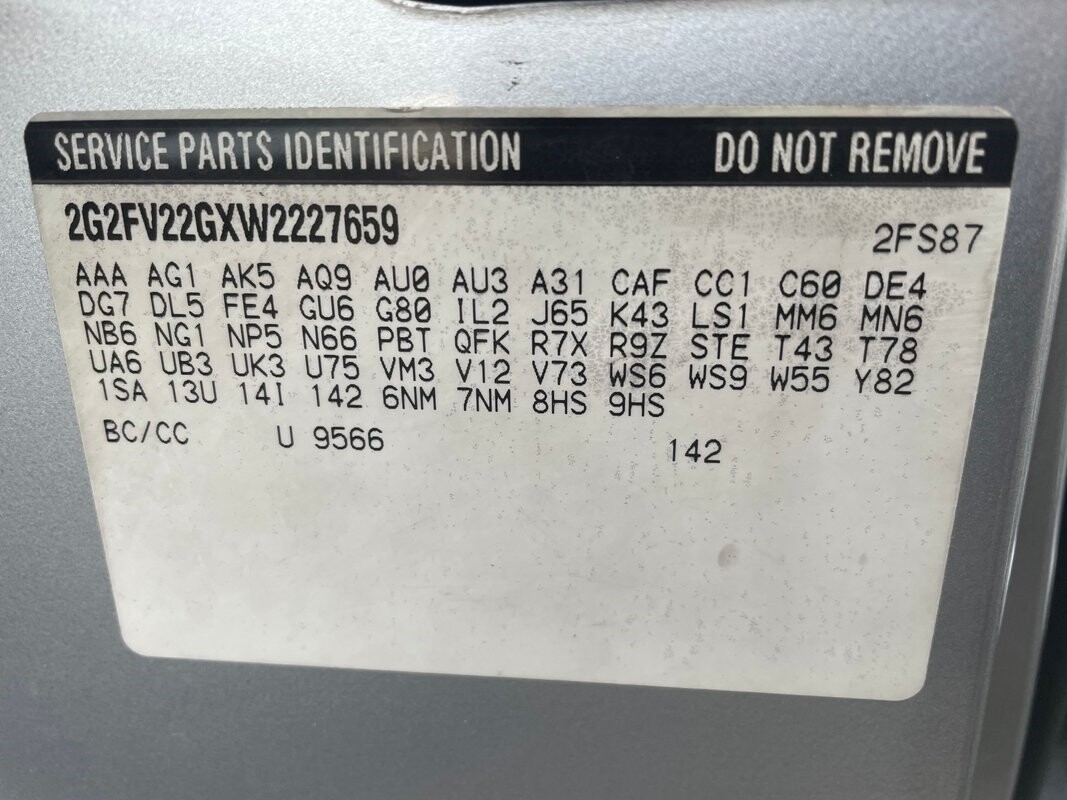 SERVICE PARTS IDENTIFICATION DO NOT REMOVE
2G2FV22GXW2227659 2FS87
AAA AG1 AK5 AQ9 AU0 AU3 A31 CAF CC1 C60 DE4
DG7 DL5 FE4 GU6 G80 IL2 J65 K43 LS1 MM6 MN6
NB6 NG1 NP5 N66 PBT QFK R7X R9Z STE T43 T78
UA6 UB3 UK3 U75 VM3 V12 V73 WS6 WS9 W55 Y82
1SA 13U 14I 142 6NM 7NM 8HS 9HS
BC/CC U 9566 142